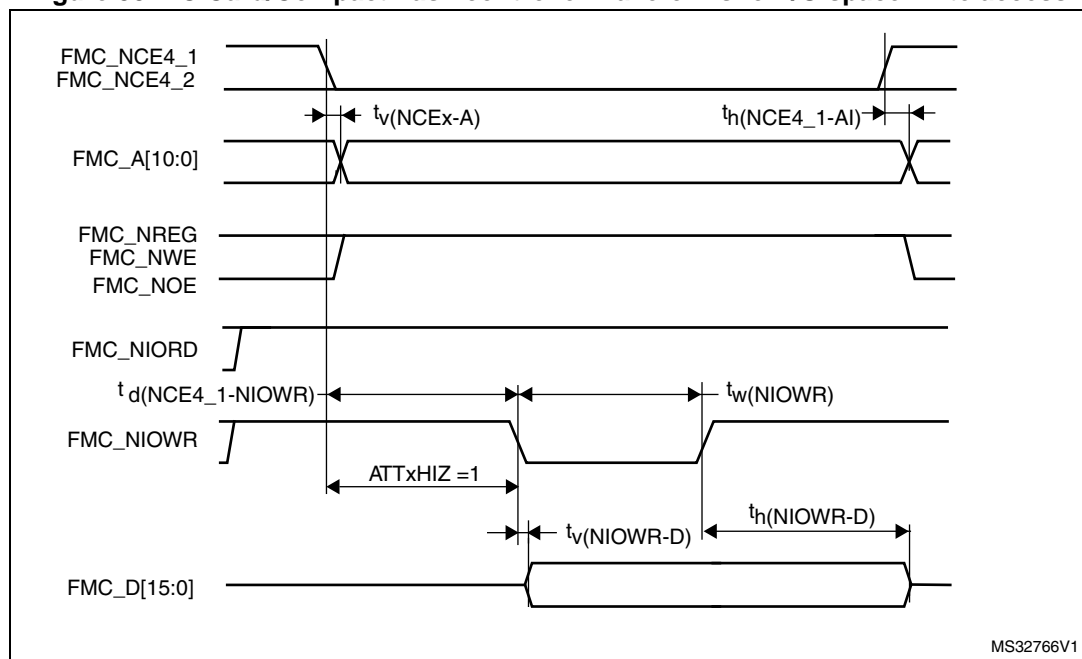 FMC_NCE4_1
FMC_NCE4_2
tv(NCEx-A)
th(NCE4_1-AI)
FMC_A[10:0]
FMC_NREG
FMC_NWE
FMC_NOE
FMC_NIORD
t d(NCE4_1-NIOWR)
tw(NIOWR)
FMC_NIOWR
ATTxHIZ =1
th(NIOWR-D)
tv(NIOWR-D)
FMC_D[15:0]
MS32766V1